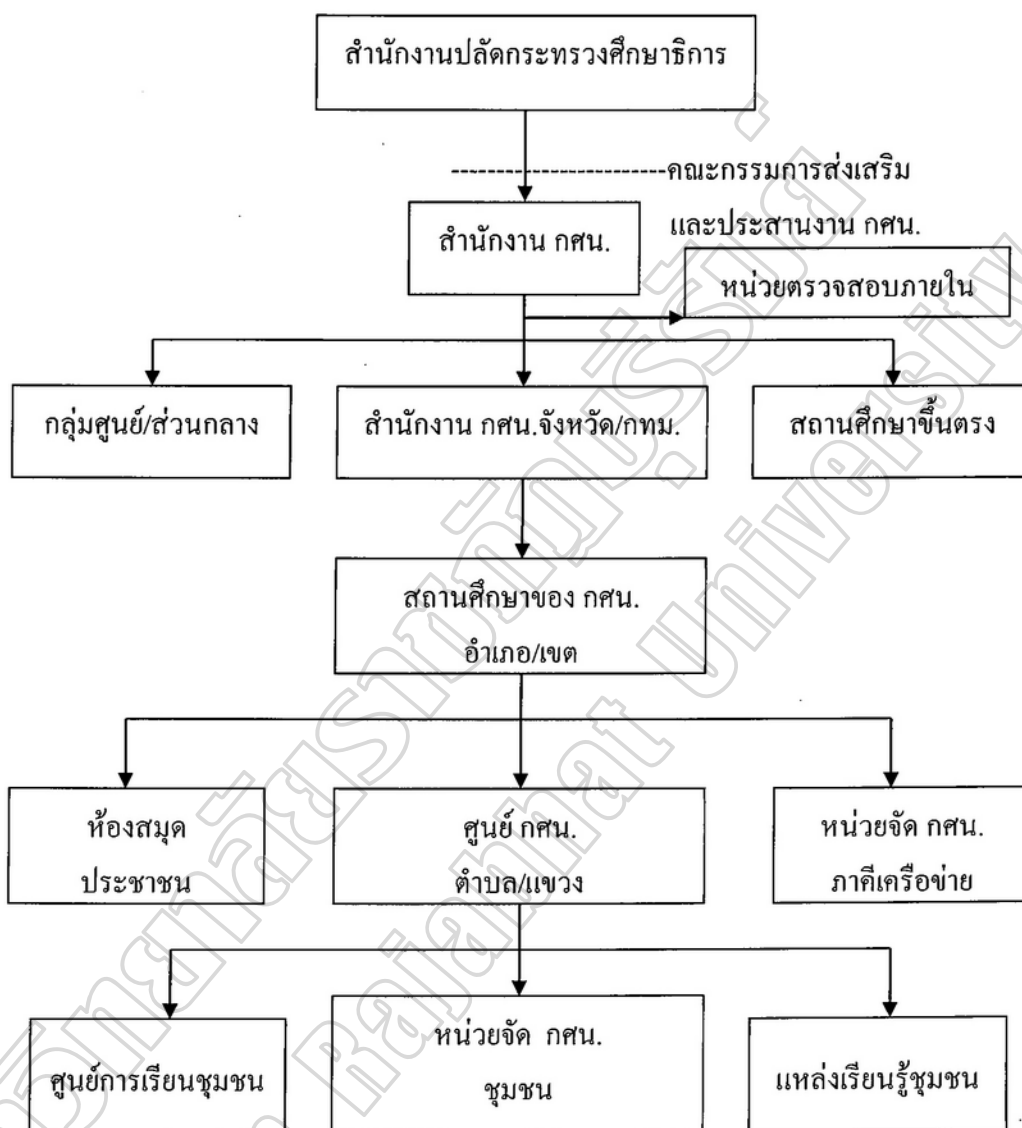 สำนักงานปลัดกระทรวงศึกษาธิการ
คณะกรรมการส่งเสริม
และประสานงาน กศน.
สำนักงาน กศน.
หน่วยตรวจสอบภายใน
กลุ่มศูนย์/ส่วนกลาง
สำนักงาน กศน.จังหวัด/กทม.
สถานศึกษาขึ้นตรง
สถานศึกษาของ กศน.
อำเภอ/เขต
ห้องสมุด
ประชาชน
ศูนย์ กศน.
ตำบล/แขวง
หน่วยจัด กศน.
ภาคีเครือข่าย
ศูนย์การเรียนชุมชน
หน่วยจัด กศน.
ชุมชน
แหล่งเรียนรู้ชุมชน
Rajabhat University